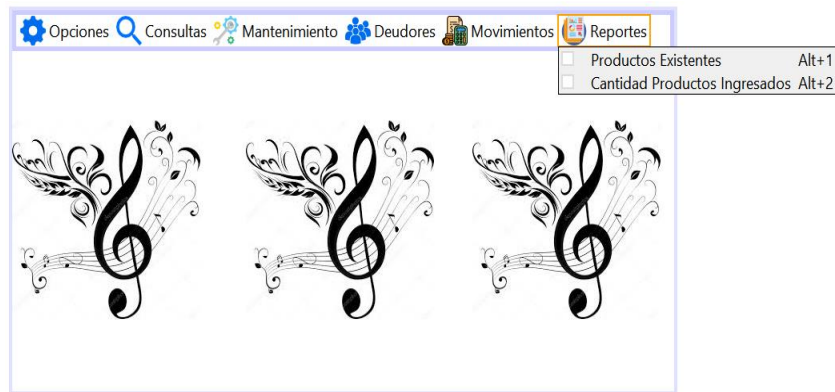 Opciones Consultas Mantenimiento Deudores Movimientos Reportes
Productos Existentes Alt+1
Cantidad Productos Ingresados Alt+2